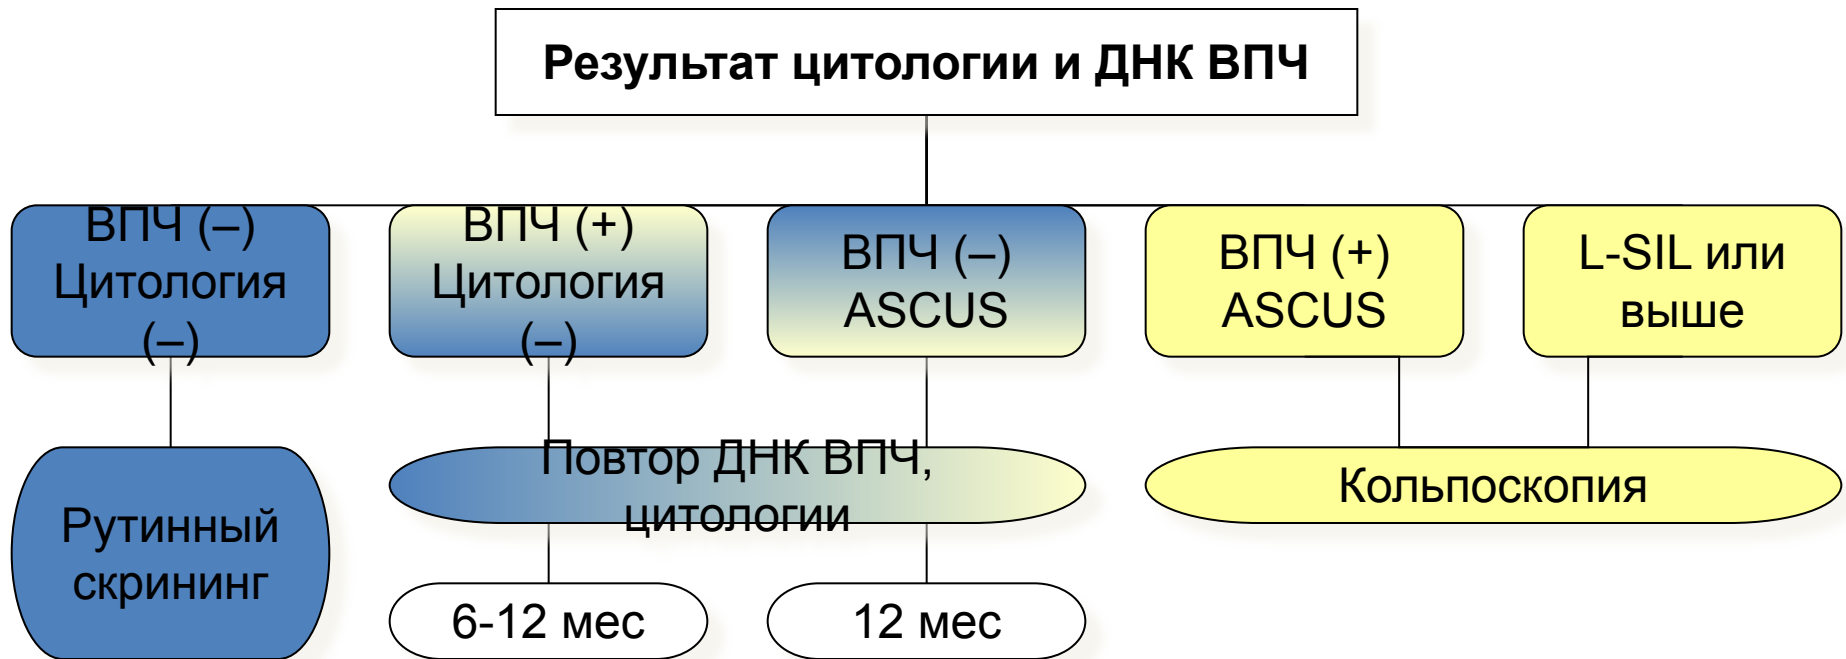 Результат цитологии и ДНК ВПЧ
ВПЧ (–)
Цитология
(–)
ВПЧ (+)
Цитология
(–)
ВПЧ (–)
ASCUS
ВПЧ (+)
ASCUS
L-SIL или
выше
Рутинный
скрининг
Повтор ДНК ВПЧ,
цитологии
Кольпоскопия
6-12 мес
12 мес